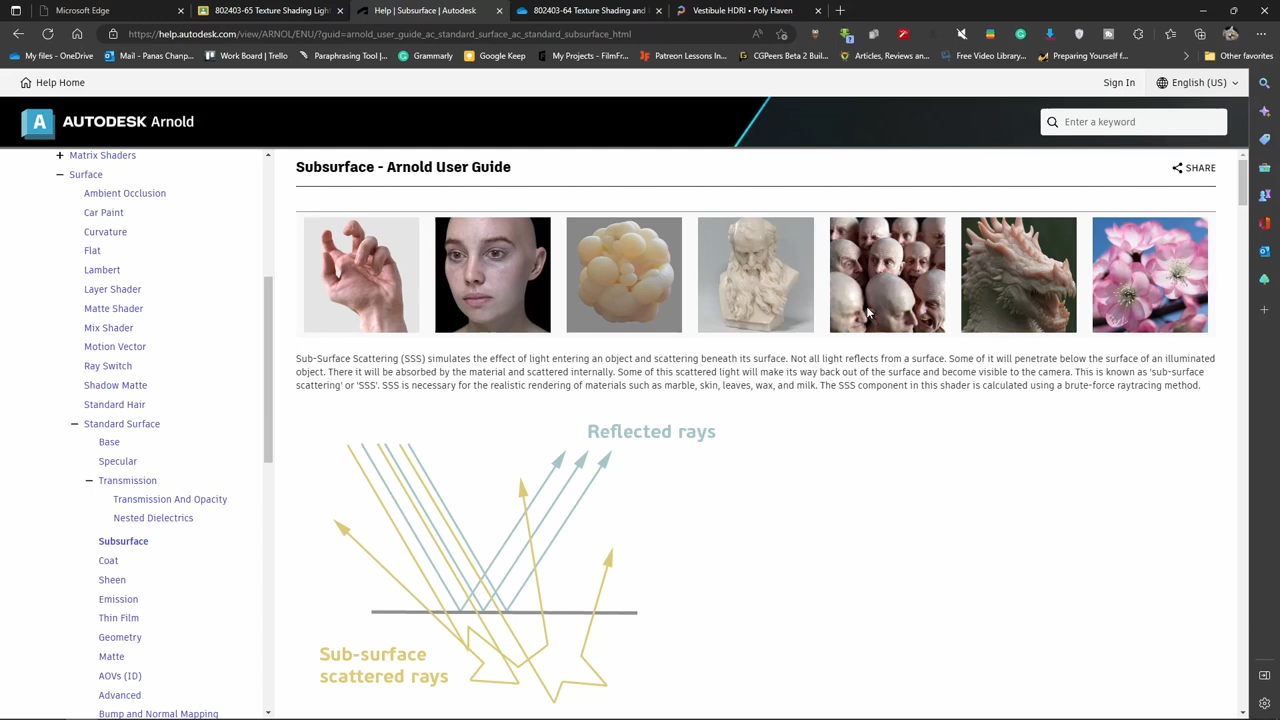 Microsoft Edge
802403-65 Texture Shading Light
Help | Subsurface | Autodesk
802403-64 Texture Shading and
Vestibule HDRI • Poly Haven
https://help.autodesk.com/view/ARNOL/ENU/?guid=arnold_user_guide_ac_standard_surface_ac_standard_subsurface_html
My files - OneDrive
Mail - Panas Chanp...
Work Board | Trello
Paraphrasing Tool |...
Grammarly
Google Keep
My Projects - FilmFr...
Patreon Lessons In...
CGPeers Beta 2 Buil...
Articles, Reviews an...
Free Video Library...
Preparing Yourself f...
Other favorites
Help Home
Sign In
English (US)
A AUTODESK Arnold
Enter a keyword
Matrix Shaders
Surface
Ambient Occlusion
Car Paint
Curvature
Flat
Lambert
Layer Shader
Matte Shader
Mix Shader
Motion Vector
Ray Switch
Shadow Matte
Standard Hair
Standard Surface
Base
Specular
Transmission
Transmission And Opacity
Nested Dielectrics
Subsurface
Coat
Sheen
Emission
Thin Film
Geometry
Matte
AOVs (ID)
Advanced
Bump and Normal Mapping
Subsurface - Arnold User Guide
SHARE
Sub-Surface Scattering (SSS) simulates the effect of light entering an object and scattering beneath its surface. Not all light reflects from a surface. Some of it will penetrate below the surface of an illuminated
object. There it will be absorbed by the material and scattered internally. Some of this scattered light will make its way back out of the surface and become visible to the camera. This is known as 'sub-surface
scattering' or 'SSS'. SSS is necessary for the realistic rendering of materials such as marble, skin, leaves, wax, and milk. The SSS component in this shader is calculated using a brute-force raytracing method.
Reflected rays
Sub-surface
scattered rays